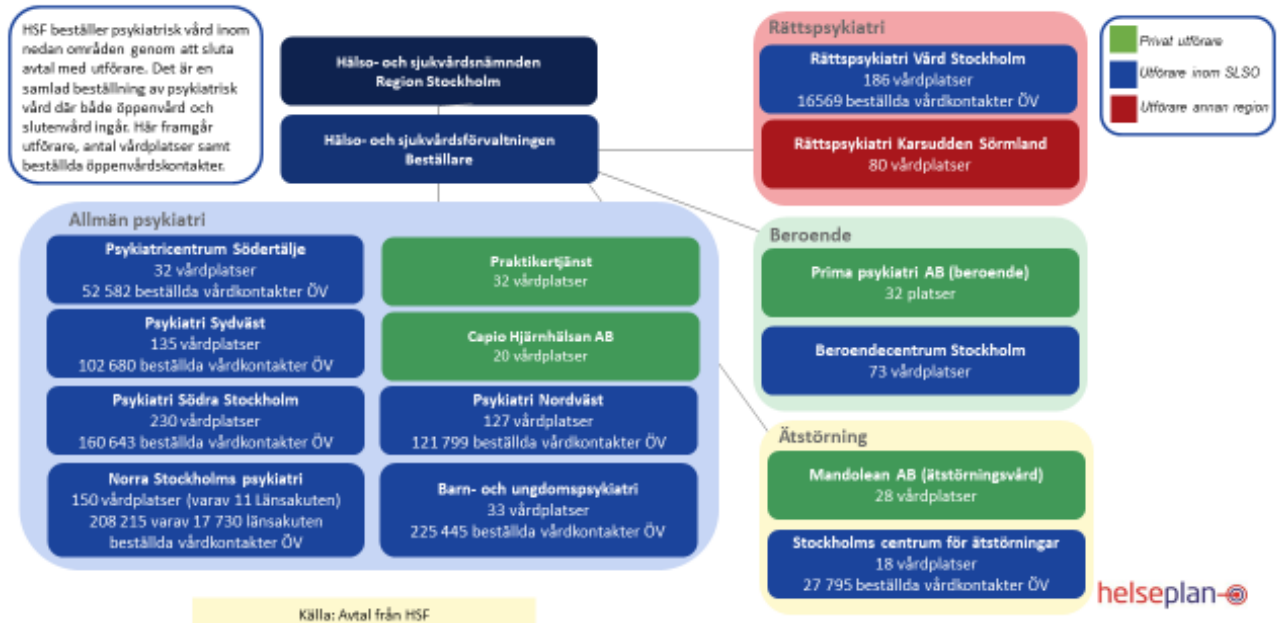 HSF beställer psykiatrisk vård inom
nedan områden genom att sluta
avtal med utförare. Det är en
samlad beställning av psykiatrisk
vård där både öppenvård och
slutenvård ingår. Här framgår
utförare, antal vårdplatser samt
beställda öppenvårdskontakter.
Hälso- och sjukvårdsnämnden
Region Stockholm
Hälso- och sjukvårdsförvaltningen
Beställare
Rättspsykiatri
Rättspsykiatri Vård Stockholm
186 vårdplatser
16569 beställda vårdkontakter ÖV
Rättspsykiatri Karsudden Sörmland
80 vårdplatser
Privat utförare
Utförare inom SLSO
Utförare annan region
Allmän psykiatri
Psykiatricentrum Södertälje
32 vårdplatser
52 582 beställda vårdkontakter ÖV
Psykiatri Sydväst
135 vårdplatser
102 680 beställda vårdkontakter ÖV
Psykiatri Södra Stockholm
230 vårdplatser
160 643 beställda vårdkontakter ÖV
Norra Stockholms psykiatri
150 vårdplatser (varav 11 Länsakuten)
208 215 varav 17 730 länsakuten
beställda vårdkontakter ÖV
Praktikertjänst
32 vårdplatser
Capio Hjärnhälsan AB
20 vårdplatser
Psykiatri Nordväst
127 vårdplatser
121 799 beställda vårdkontakter ÖV
Barn- och ungdomspsykiatri
33 vårdplatser
225 445 beställda vårdkontakter ÖV
Beroende
Prima psykiatri AB (beroende)
32 platser
Beroendecentrum Stockholm
73 vårdplatser
Ätstörning
Mandolean AB (ätstörningsvård)
28 vårdplatser
Stockholms centrum för ätstörningar
18 vårdplatser
27 795 beställda vårdkontakter ÖV
Källa: Avtal från HSF
helseplan